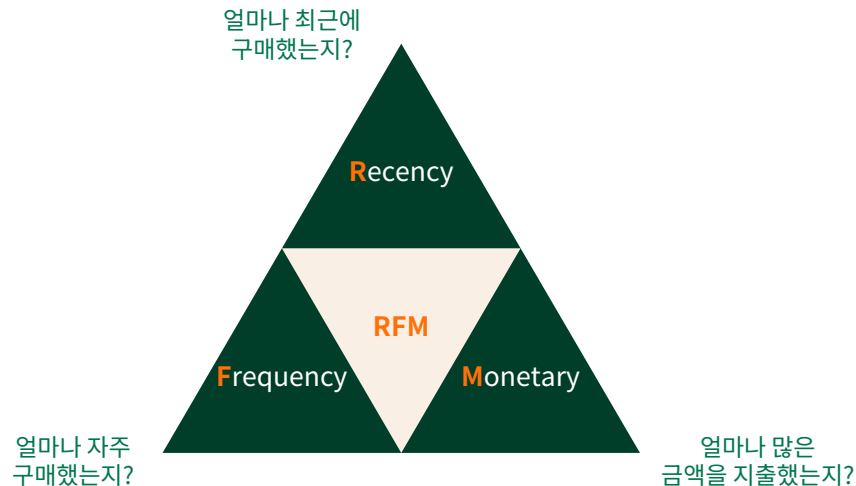 얼마나 최근에
구매했는지?
Recency
RFM
Frequency
Monetary
얼마나 자주
구매했는지?
얼마나 많은
금액을 지출했는지?